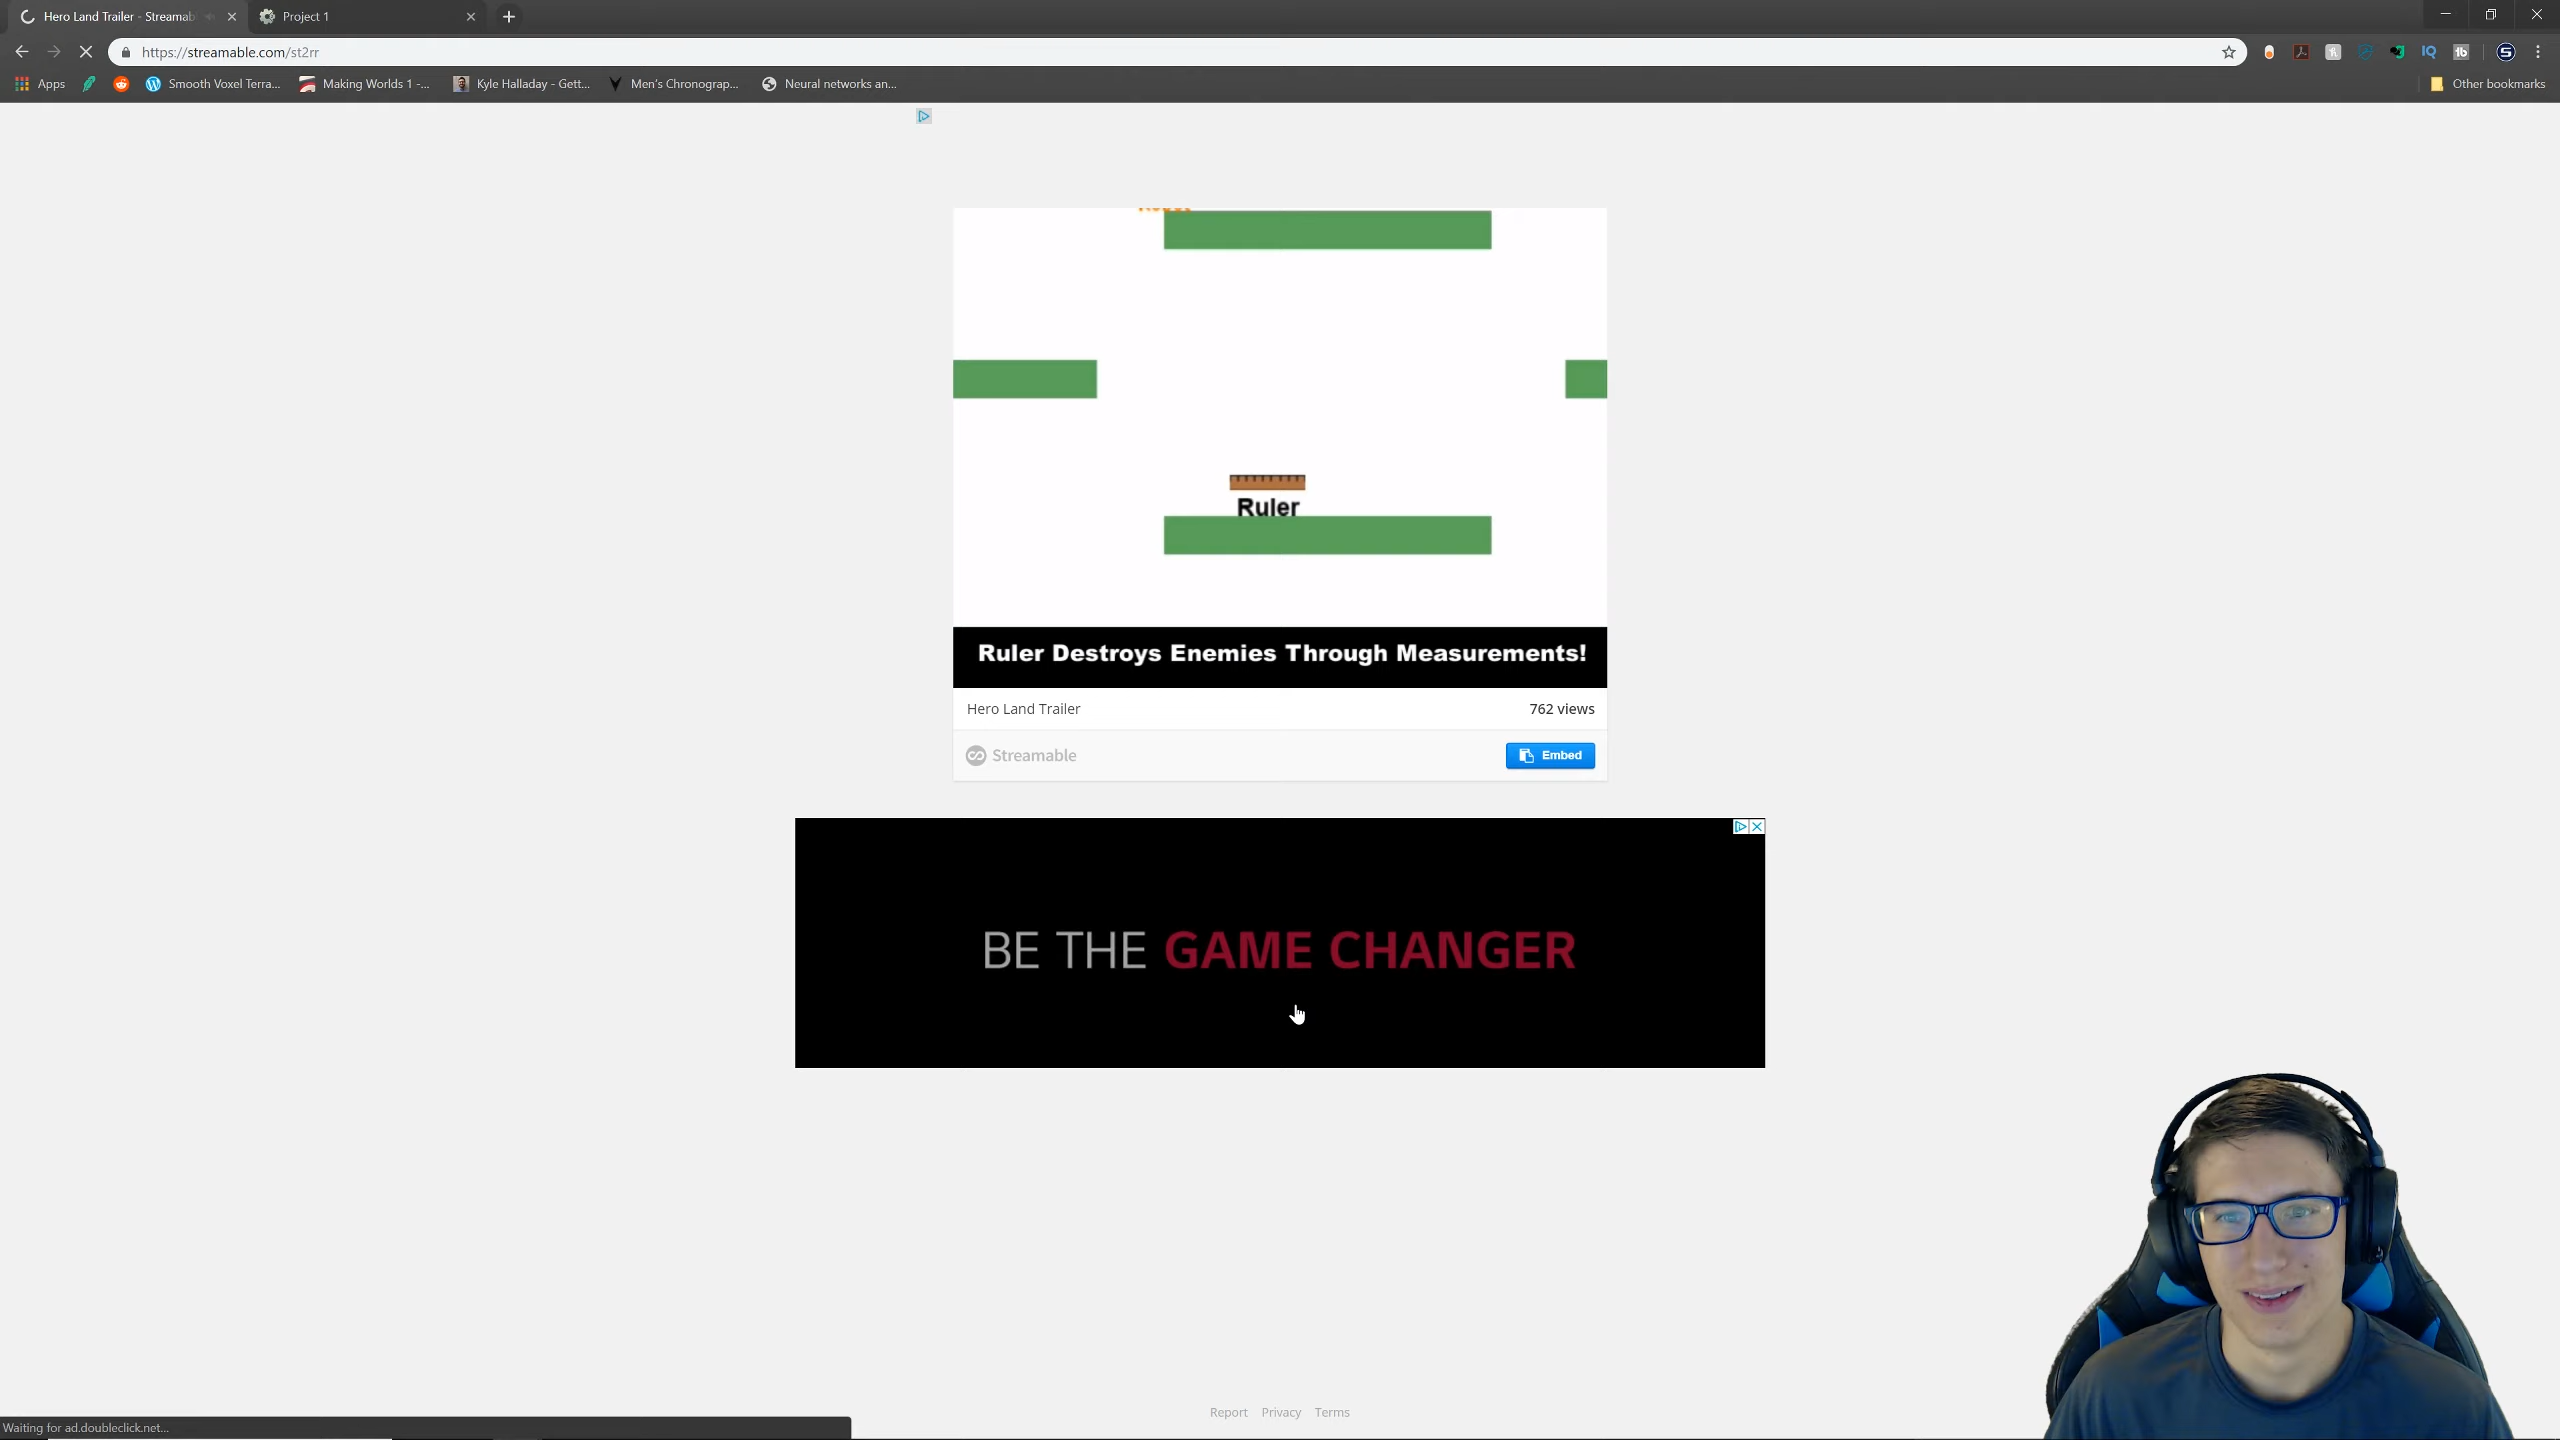 Hero Land Trailer - Streamab
Project 1
https://streamable.com/st2rr
Apps
Smooth Voxel Terra...
Making Worlds 1 -...
Kyle Halladay - Gett...
Men's Chronograp...
Neural networks an...
Other bookmarks
Ruler
Ruler Destroys Enemies Through Measurements!
Hero Land Trailer
762 views
Streamable
Embed
BE THE GAME CHANGER
Report
Privacy
Terms
Waiting for ad.doubleclick.net...